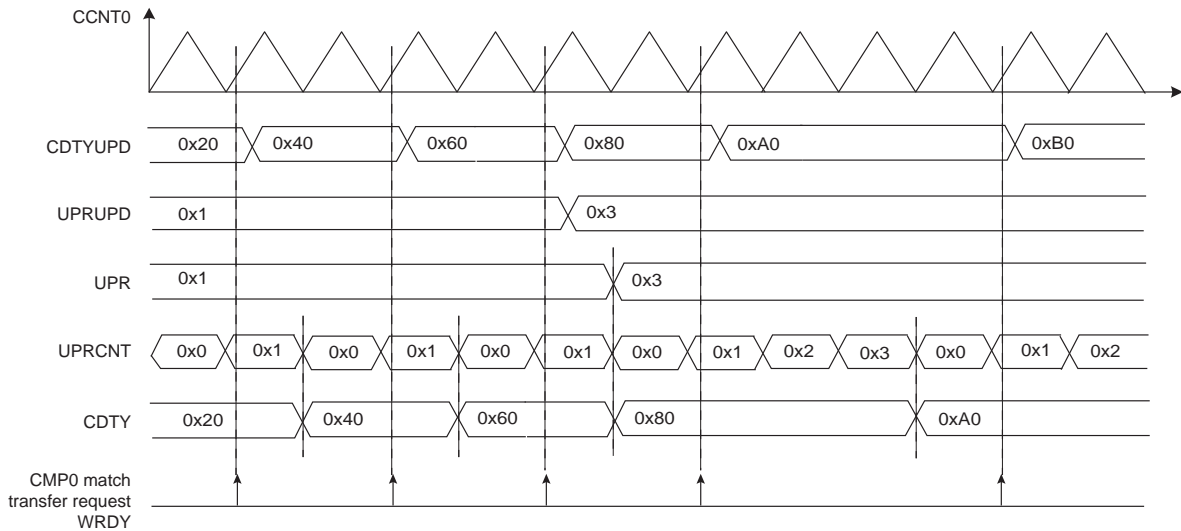 CCNT0
CDTYUPD 0x20 0x40 0x60 0x80 0xA0 0xB0
UPRUPD 0x1 0x3
UPR 0x1 0x3
UPRCNT 0x0 0x1 0x0 0x1 0x0 0x1 0x0 0x1 0x2 0x3 0x0 0x1 0x2
CDTY 0x20 0x40 0x60 0x80 0xA0
CMP0 match
transfer request
WRDY